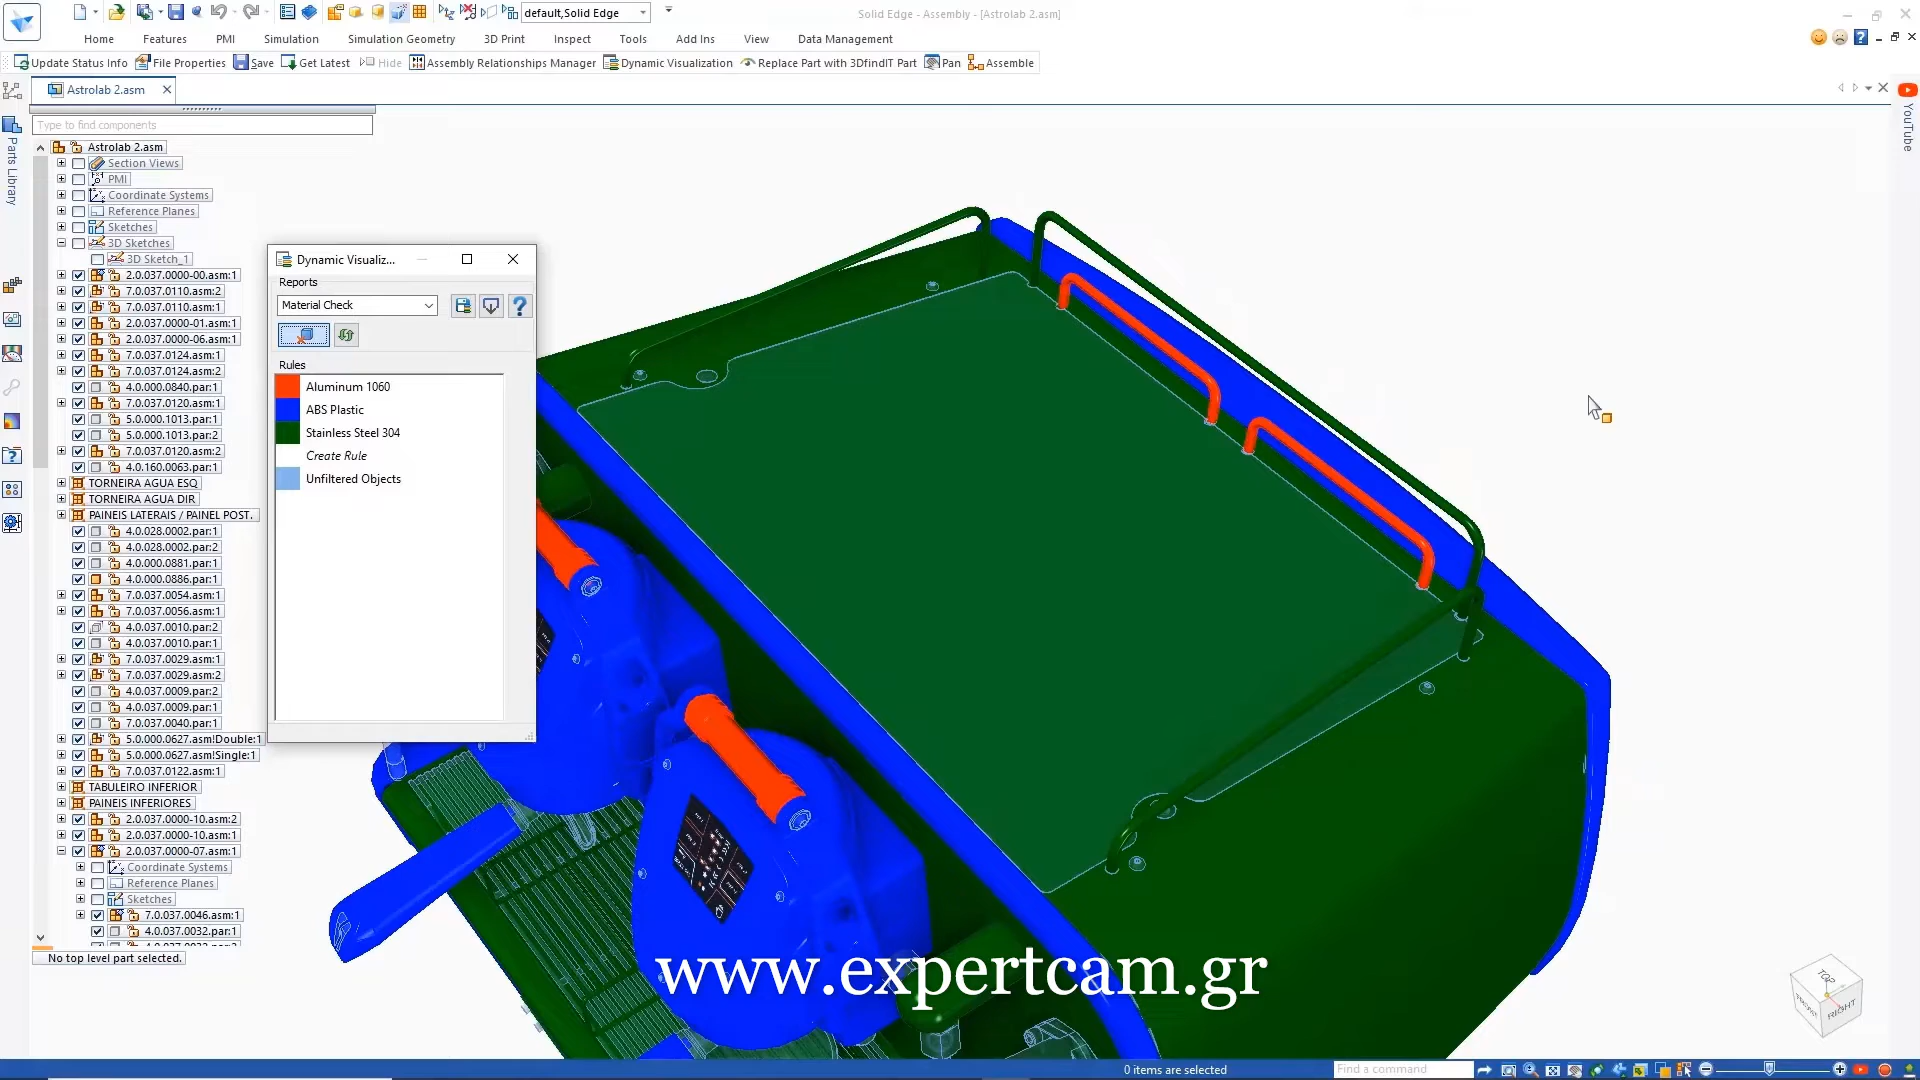 default,Solid Edge
Solid Edge - Assembly - [Astrolab 2.asm]
Home Features PMI Simulation Simulation Geometry 3D Print Inspect Tools Add Ins View Data Management
Update Status Info File Properties Save Get Latest Hide Assembly Relationships Manager Dynamic Visualization Replace Part with 3DfindIT Part Pan Assemble
Astrolab 2.asm
YouTube
Parts Library
Type to find components
Astrolab 2.asm
Section Views
PMI
Coordinate Systems
Reference Planes
Sketches
3D Sketches
3D Sketch_1
2.0.037.0000-00.asm:1
7.0.037.0110.asm:2
7.0.037.0110.asm:1
2.0.037.0000-01.asm:1
2.0.037.0000-06.asm:1
7.0.037.0124.asm:1
7.0.037.0124.asm:2
4.0.000.0840.par:1
7.0.037.0120.asm:1
5.0.000.1013.par:1
5.0.000.1013.par:2
7.0.037.0120.asm:2
4.0.160.0063.par:1
TORNEIRA AGUA ESQ
TORNEIRA AGUA DIR
PAINEIS LATERAIS / PAINEL POST.
4.0.028.0002.par:1
4.0.028.0002.par:2
4.0.000.0881.par:1
4.0.000.0886.par:1
7.0.037.0054.asm:1
7.0.037.0056.asm:1
4.0.037.0010.par:2
4.0.037.0010.par:1
7.0.037.0029.asm:1
7.0.037.0029.asm:2
4.0.037.0009.par:2
4.0.037.0009.par:1
7.0.037.0040.par:1
5.0.000.0627.asm!Double:1
5.0.000.0627.asm!Single:1
7.0.037.0122.asm:1
TABULEIRO INFERIOR
PAINEIS INFERIORES
2.0.037.0000-10.asm:2
2.0.037.0000-10.asm:1
2.0.037.0000-07.asm:1
Coordinate Systems
Reference Planes
Sketches
7.0.037.0046.asm:1
4.0.037.0032.par:1
No top level part selected.
Dynamic Visualiz...
Reports
Material Check
Rules
Aluminum 1060
ABS Plastic
Stainless Steel 304
Create Rule
Unfiltered Objects
www.expertcam.gr
TOP
FRONT
RIGHT
0 items are selected
Find a command